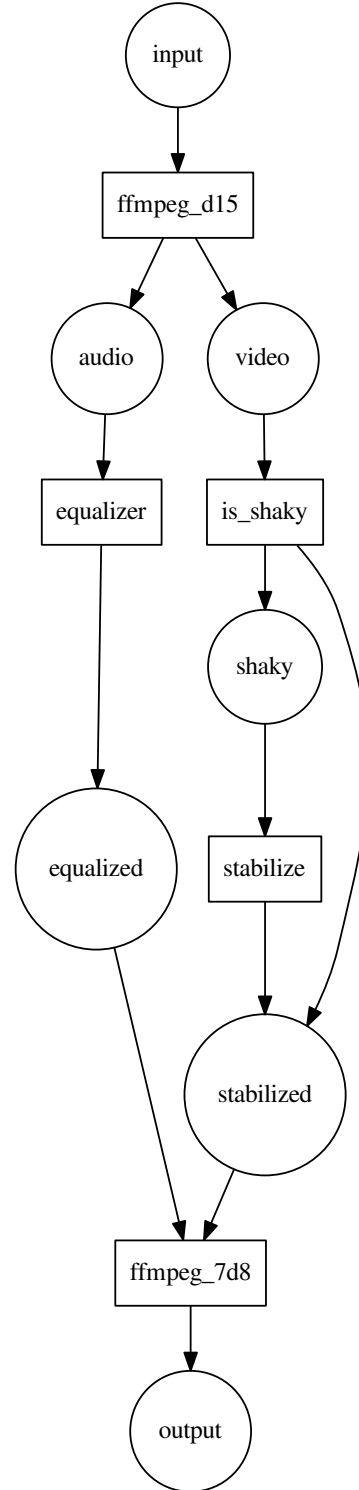 input
ffmpeg_d15
audio
video
equalizer
is_shaky
shaky
equalized
stabilize
stabilized
ffmpeg_7d8
output